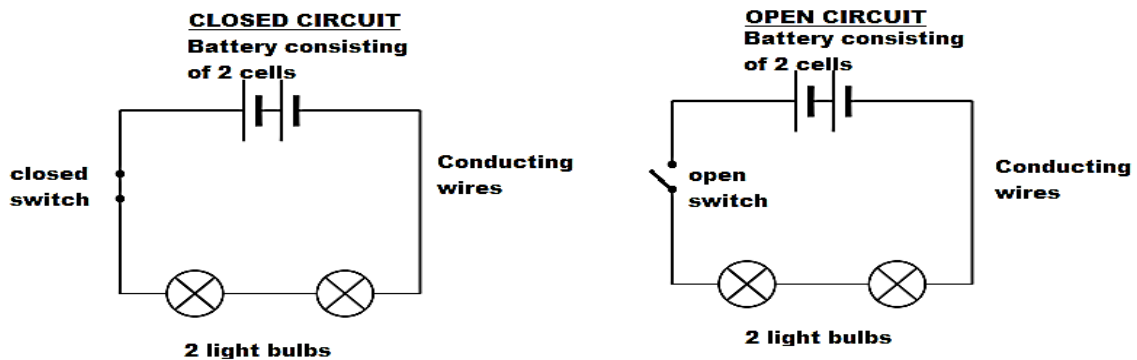 CLOSED CIRCUIT
Battery consisting
of 2 cells
closed
switch
Conducting
wires
2 light bulbs
OPEN CIRCUIT
Battery consisting
of 2 cells
open
switch
Conducting
wires
2 light bulbs